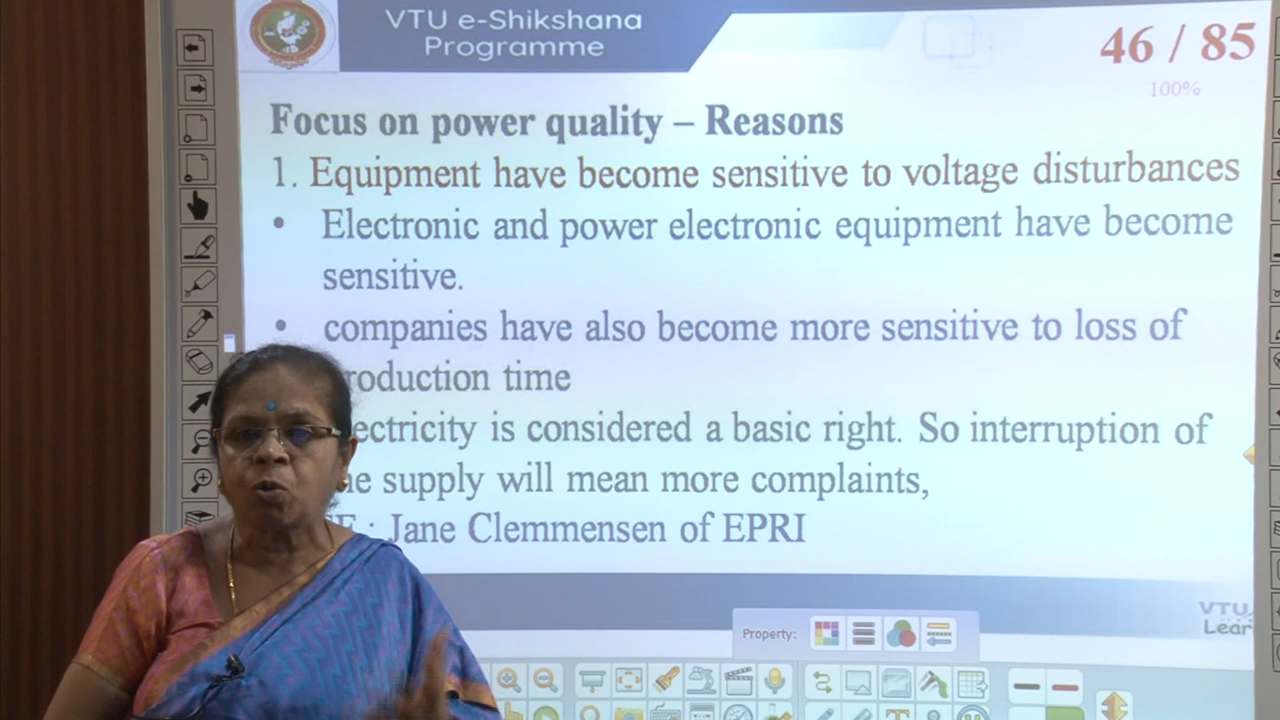 VTU e-Shikshana
Programme
46 / 85
100%
Focus on power quality – Reasons
1. Equipment have become sensitive to voltage disturbances
• Electronic and power electronic equipment have become
sensitive.
• companies have also become more sensitive to loss of
roduction time
ectricity is considered a basic right. So interruption of
he supply will mean more complaints,
: Jane Clemmensen of EPRI
VTU
Lear
Property: